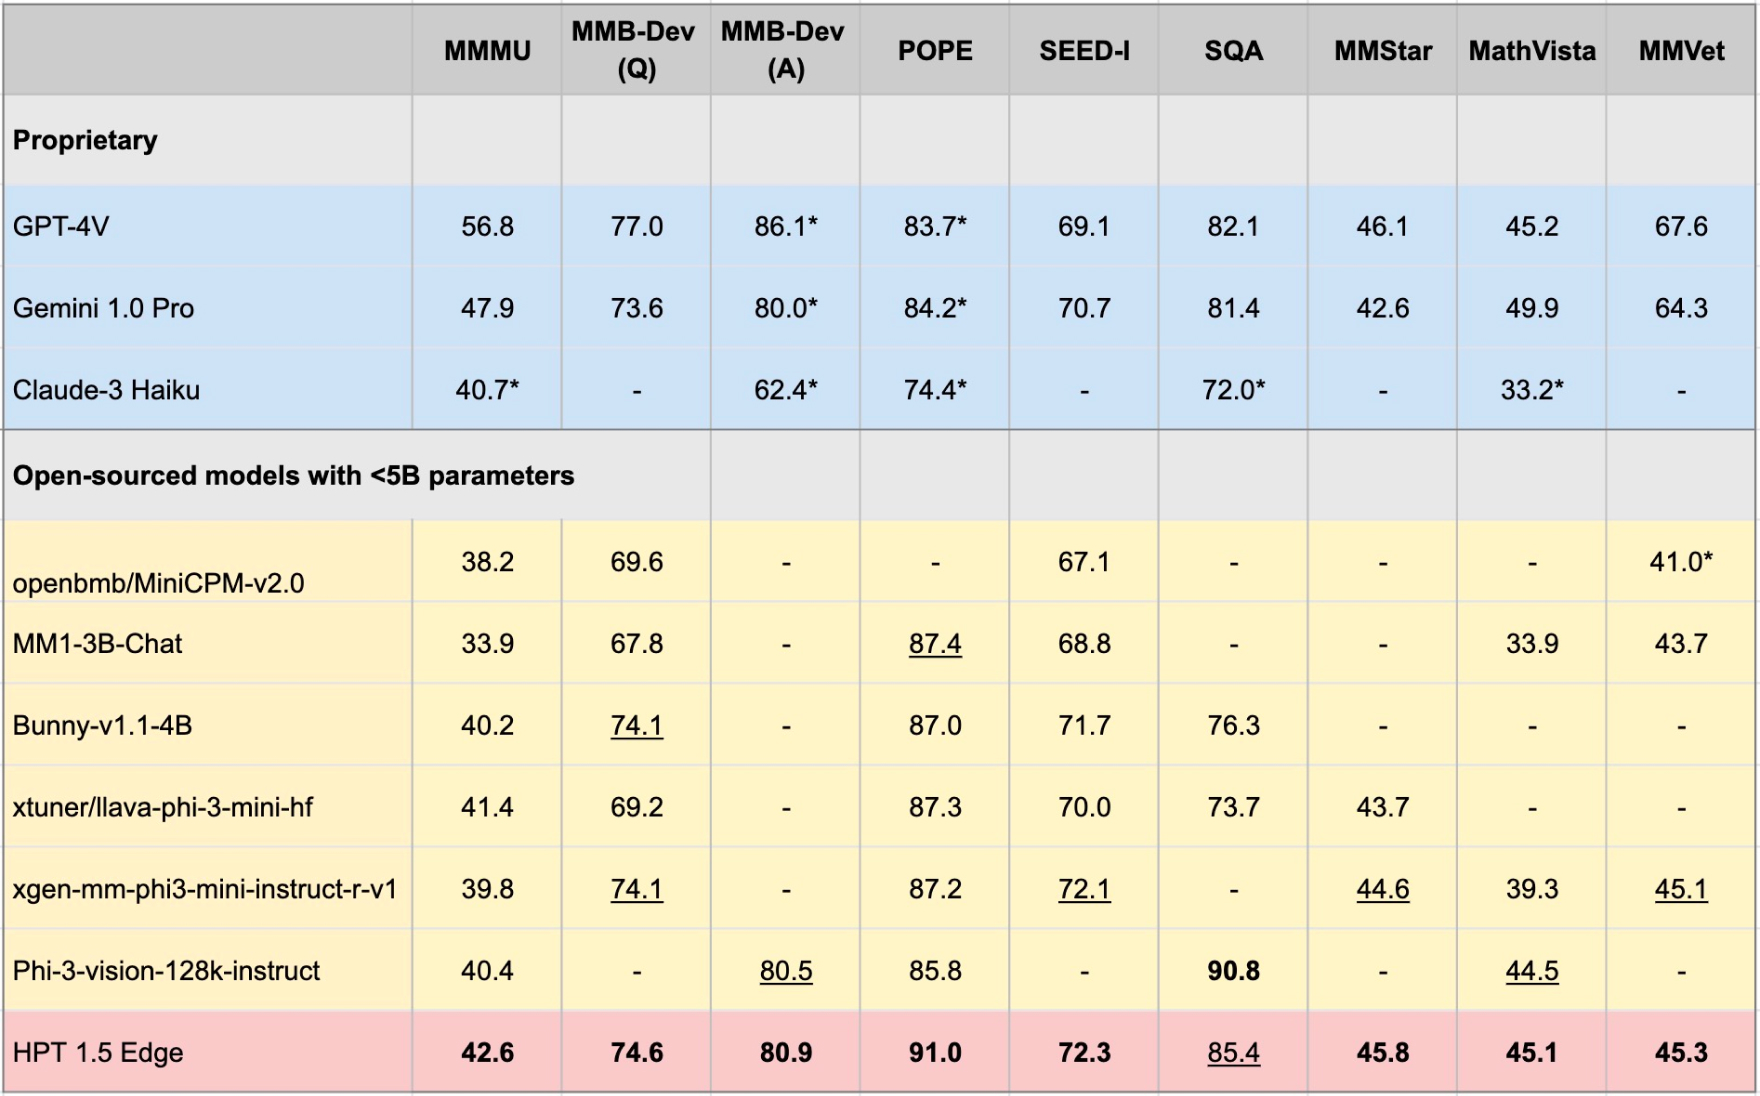 MMMU MMB-Dev (Q) MMB-Dev (A) POPE SEED-I SQA MMStar MathVista MMVet
Proprietary
GPT-4V 56.8 77.0 86.1* 83.7* 69.1 82.1 46.1 45.2 67.6
Gemini 1.0 Pro 47.9 73.6 80.0* 84.2* 70.7 81.4 42.6 49.9 64.3
Claude-3 Haiku 40.7* - 62.4* 74.4* - 72.0* - 33.2* -
Open-sourced models with <5B parameters
openbmb/MiniCPM-v2.0 38.2 69.6 - - 67.1 - - - 41.0*
MM1-3B-Chat 33.9 67.8 - 87.4 68.8 - - 33.9 43.7
Bunny-v1.1-4B 40.2 74.1 - 87.0 71.7 76.3 - - -
xtuner/llava-phi-3-mini-hf 41.4 69.2 - 87.3 70.0 73.7 43.7 - -
xgen-mm-phi3-mini-instruct-r-v1 39.8 74.1 - 87.2 72.1 - 44.6 39.3 45.1
Phi-3-vision-128k-instruct 40.4 - 80.5 85.8 - 90.8 - 44.5 -
HPT 1.5 Edge 42.6 74.6 80.9 91.0 72.3 85.4 45.8 45.1 45.3